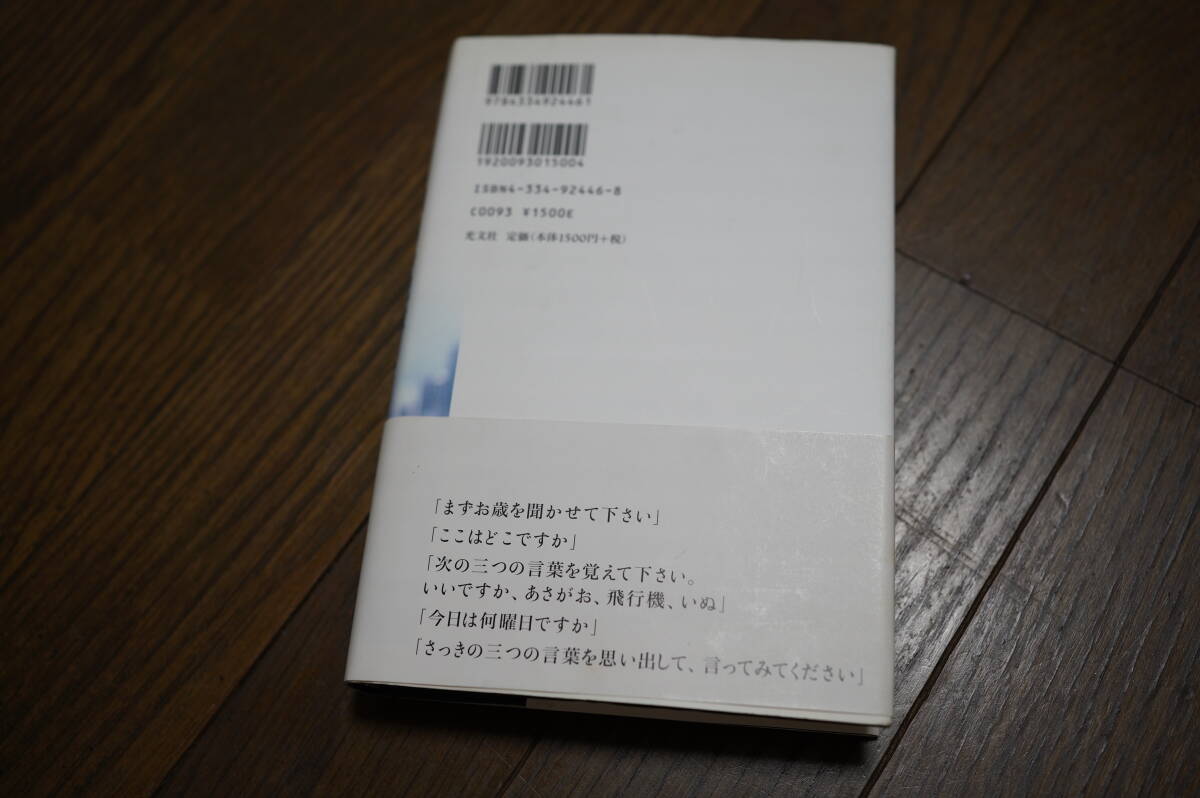 9784334924461
1920093015004
ISBN4-334-92446-8
C0093 ¥1500E
光文社 定価(本体1500円+税)
「まずお歳を聞かせて下さい」
「ここはどこですか」
「次の三つの言葉を覚えて下さい。
いいですか、あさがお、飛行機、いぬ」
「今日は何曜日ですか」
「さっきの三つの言葉を思い出して、言ってみてください」